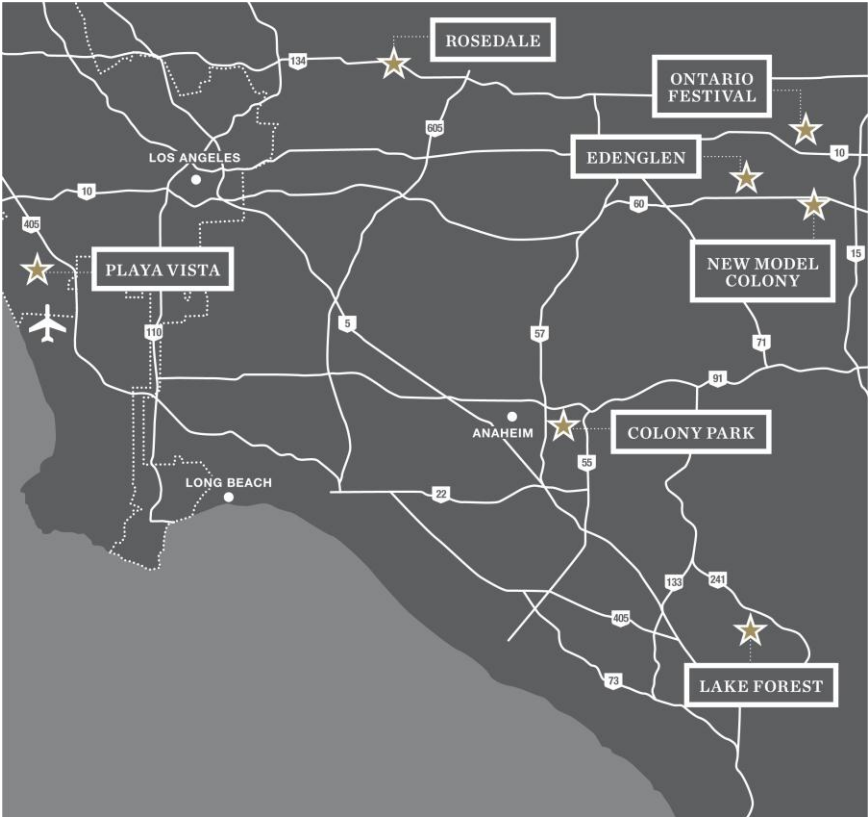 ROSEDALE
134
ONTARIO
FESTIVAL
605
LOS ANGELES
EDENGLEN
10
10
60
405
15
PLAYA VISTA
NEW MODEL
COLONY
5
110
57
71
91
ANAHEIM
COLONY PARK
55
LONG BEACH
22
133
241
405
73
LAKE FOREST